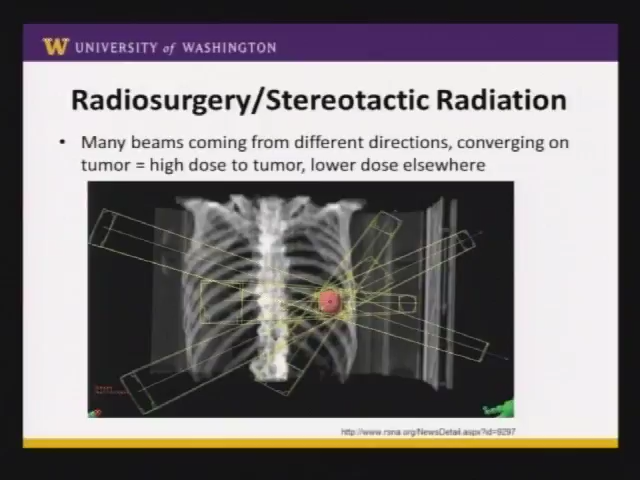 W UNIVERSITY of WASHINGTON
Radiosurgery/Stereotactic Radiation
• Many beams coming from different directions, converging on
tumor = high dose to tumor, lower dose elsewhere
http://www.rsna.org/NewsDetail.aspx?id=9297